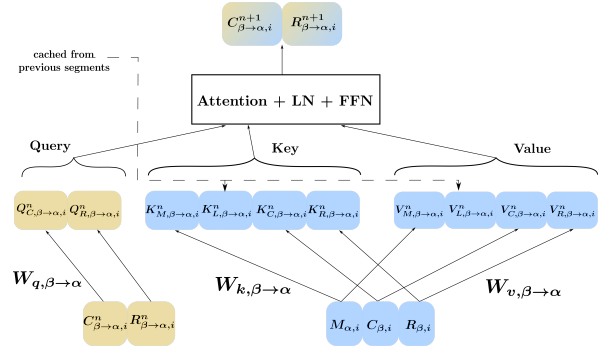 C^{n+1}_{β→α,i} R^{n+1}_{β→α,i}
cached from
previous segments
Attention + LN + FFN
Query Key Value
Q^n_{C,β→α,i} Q^n_{R,β→α,i} K^n_{M,β→α,i} K^n_{L,β→α,i} K^n_{C,β→α,i} K^n_{R,β→α,i} V^n_{M,β→α,i} V^n_{L,β→α,i} V^n_{C,β→α,i} V^n_{R,β→α,i}
W_{q,β→α} W_{k,β→α} W_{v,β→α}
C^n_{β→α,i} R^n_{β→α,i} M_{α,i} C_{β,i} R_{β,i}